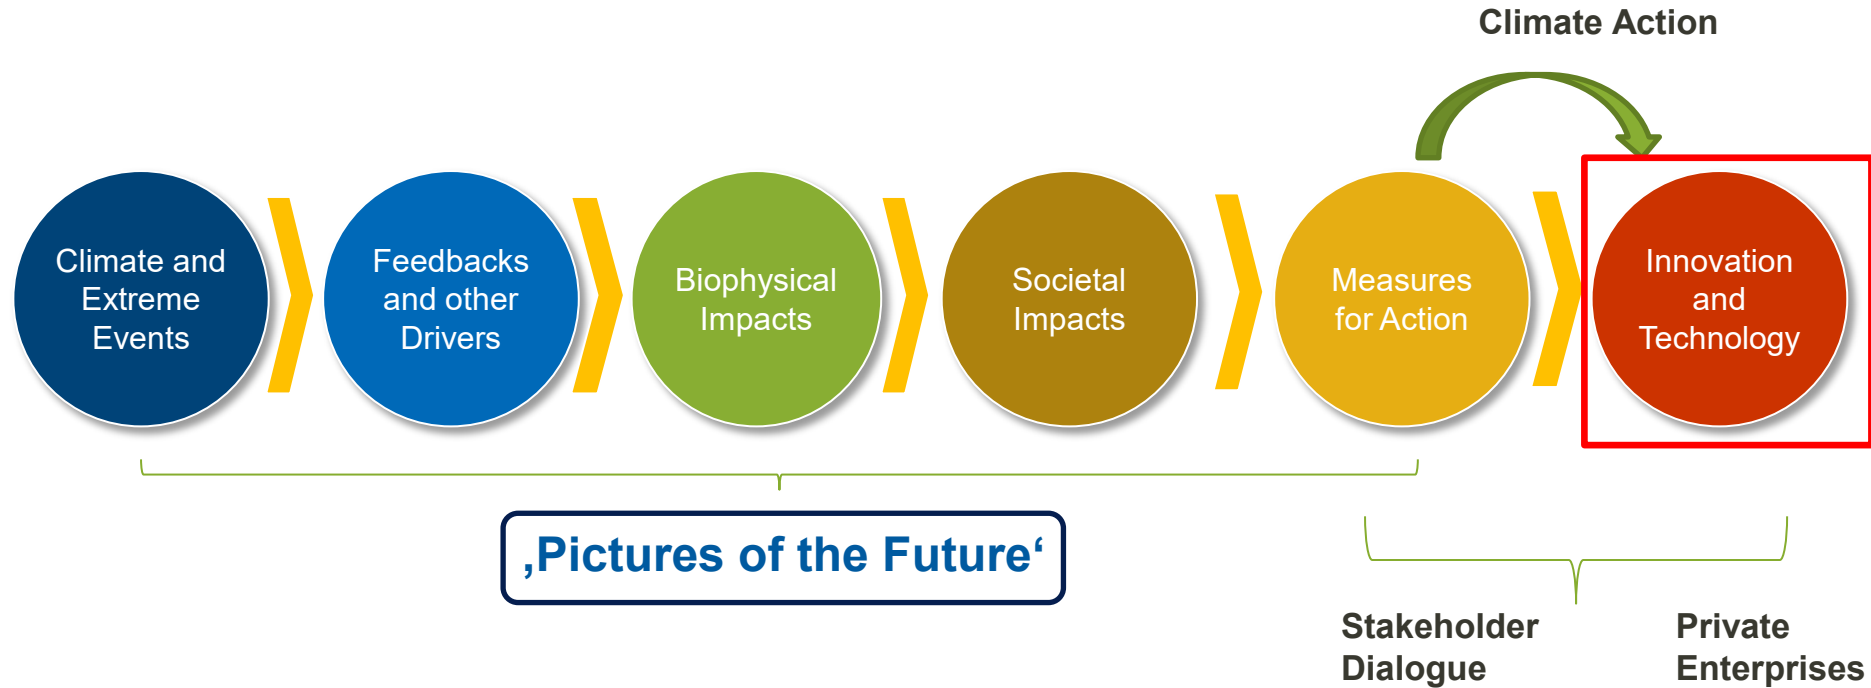 Climate Action
Climate and
Extreme
Events
Feedbacks
and other
Drivers
Biophysical
Impacts
Societal
Impacts
Measures
for Action
Innovation
and
Technology
‚Pictures of the Future‘
Stakeholder
Dialogue
Private
Enterprises